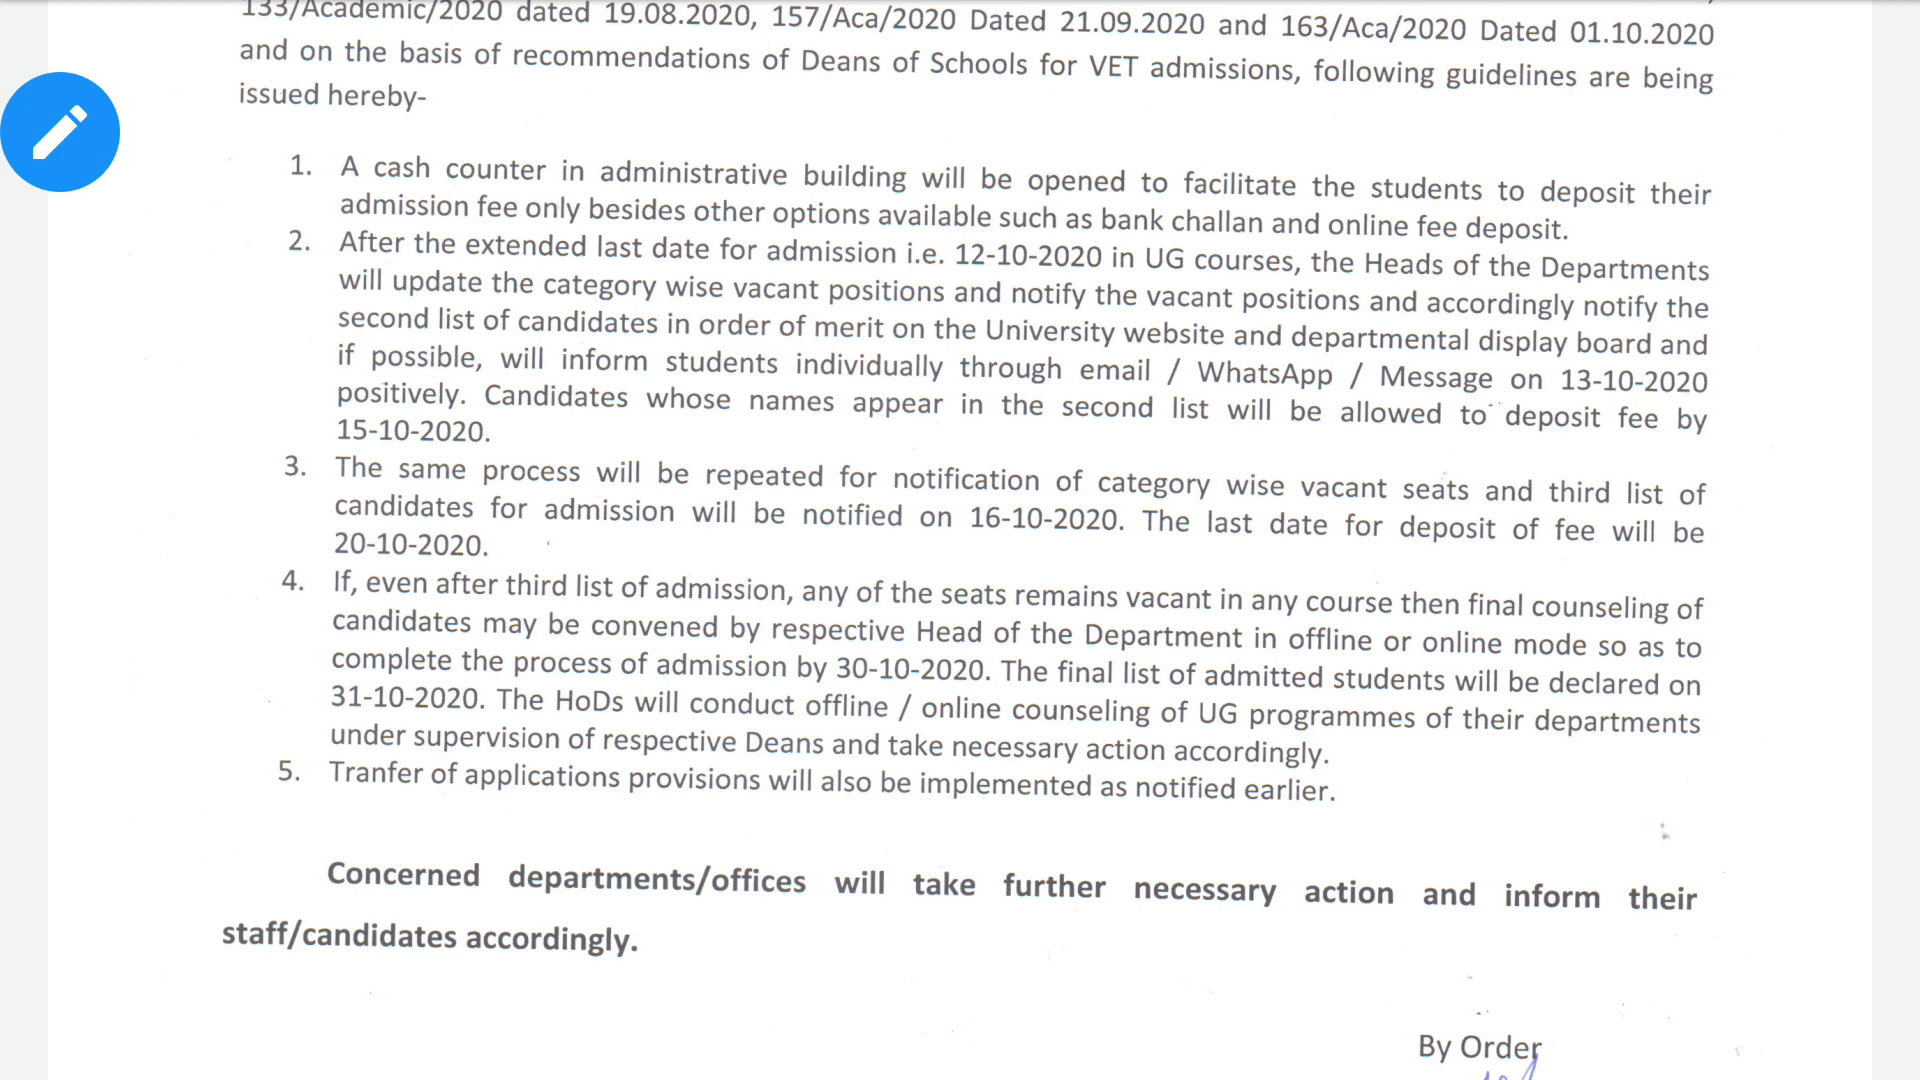 133/Academic/2020 dated 19.08.2020, 157/Aca/2020 Dated 21.09.2020 and 163/Aca/2020 Dated 01.10.2020
and on the basis of recommendations of Deans of Schools for VET admissions, following guidelines are being
issued hereby-
1. A cash counter in administrative building will be opened to facilitate the students to deposit their
admission fee only besides other options available such as bank challan and online fee deposit.
2. After the extended last date for admission i.e. 12-10-2020 in UG courses, the Heads of the Departments
will update the category wise vacant positions and notify the vacant positions and accordingly notify the
second list of candidates in order of merit on the University website and departmental display board and
if possible, will inform students individually through email / WhatsApp / Message on 13-10-2020
positively. Candidates whose names appear in the second list will be allowed to deposit fee by
15-10-2020.
3. The same process will be repeated for notification of category wise vacant seats and third list of
candidates for admission will be notified on 16-10-2020. The last date for deposit of fee will be
20-10-2020.
4. If, even after third list of admission, any of the seats remains vacant in any course then final counseling of
candidates may be convened by respective Head of the Department in offline or online mode so as to
complete the process of admission by 30-10-2020. The final list of admitted students will be declared on
31-10-2020. The HoDs will conduct offline / online counseling of UG programmes of their departments
under supervision of respective Deans and take necessary action accordingly.
5. Tranfer of applications provisions will also be implemented as notified earlier.
Concerned departments/offices will take further necessary action and inform their
staff/candidates accordingly.
By Order